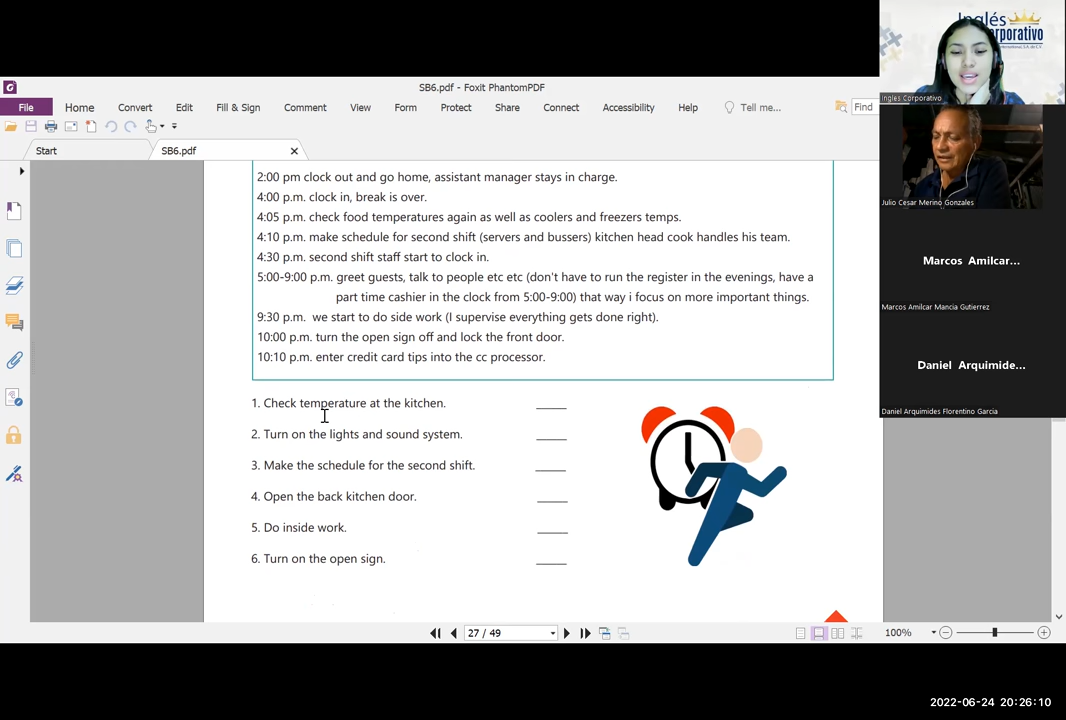 SB6.pdf - Foxit PhantomPDF
File
Home
Convert
Edit
Fill & Sign
Comment
View
Form
Protect
Share
Connect
Accessibility
Help
Tell me...
Find
Start
SB6.pdf
2:00 pm clock out and go home, assistant manager stays in charge.
4:00 p.m. clock in, break is over.
4:05 p.m. check food temperatures again as well as coolers and freezers temps.
4:10 p.m. make schedule for second shift (servers and bussers) kitchen head cook handles his team.
4:30 p.m. second shift staff start to clock in.
5:00-9:00 p.m. greet guests, talk to people etc etc (don't have to run the register in the evenings, have a
part time cashier in the clock from 5:00-9:00) that way i focus on more important things.
9:30 p.m. we start to do side work (I supervise everything gets done right).
10:00 p.m. turn the open sign off and lock the front door.
10:10 p.m. enter credit card tips into the cc processor.
1. Check temperature at the kitchen. ____
2. Turn on the lights and sound system. ____
3. Make the schedule for the second shift. ____
4. Open the back kitchen door. ____
5. Do inside work. ____
6. Turn on the open sign. ____
27 / 49
100%
Inglés
Corporativo
Ingles Corporativo
Julio Cesar Merino Gonzales
Marcos Amilcar...
Marcos Amilcar Mancia Gutierrez
Daniel Arquimide...
Daniel Arquimides Florentino Garcia
2022-06-24 20:26:10